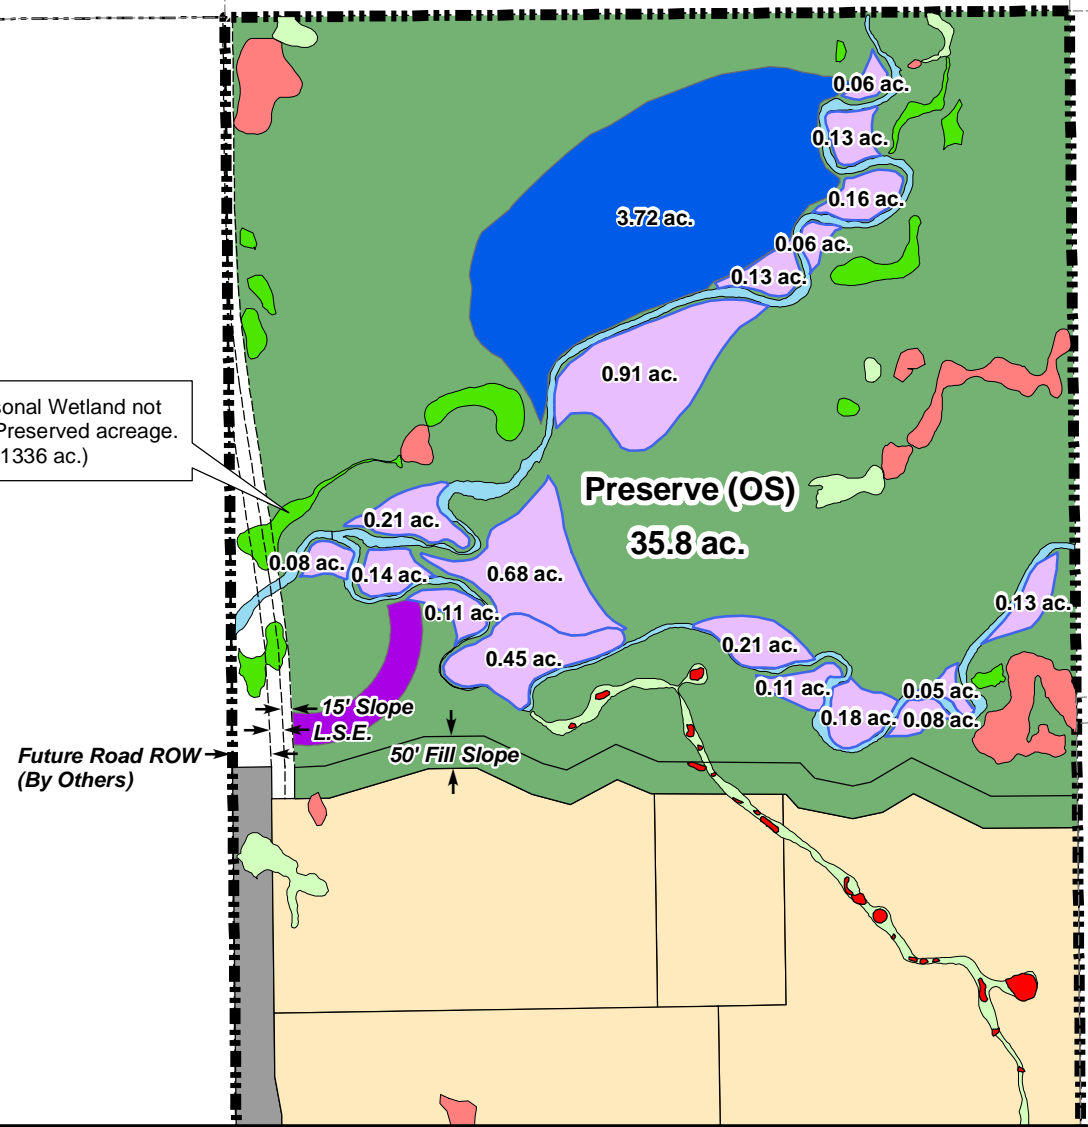 0.06 ac.
0.13 ac.
0.16 ac.
3.72 ac.
0.06 ac.
0.13 ac.
0.91 ac.
sonal Wetland not
Preserved acreage.
1336 ac.)
Preserve (OS)
35.8 ac.
0.21 ac.
0.08 ac.
0.14 ac.
0.68 ac.
0.11 ac.
0.13 ac.
0.45 ac.
0.21 ac.
0.11 ac.
0.05 ac.
0.18 ac.
0.08 ac.
15' Slope
L.S.E.
Future Road ROW
(By Others)
50' Fill Slope